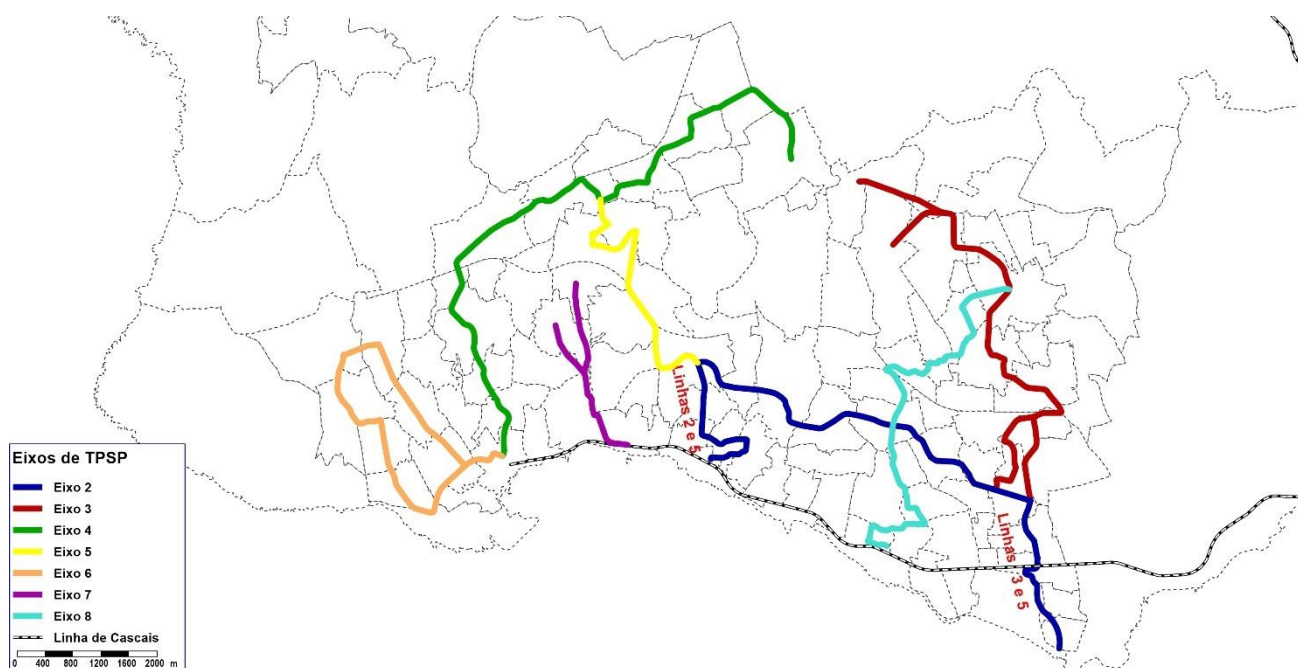 Linhas 2 e 5
Linhas 3 e 5
Eixos de TPSP
Eixo 2
Eixo 3
Eixo 4
Eixo 5
Eixo 6
Eixo 7
Eixo 8
Linha de Cascais
0 400 800 1200 1600 2000 m